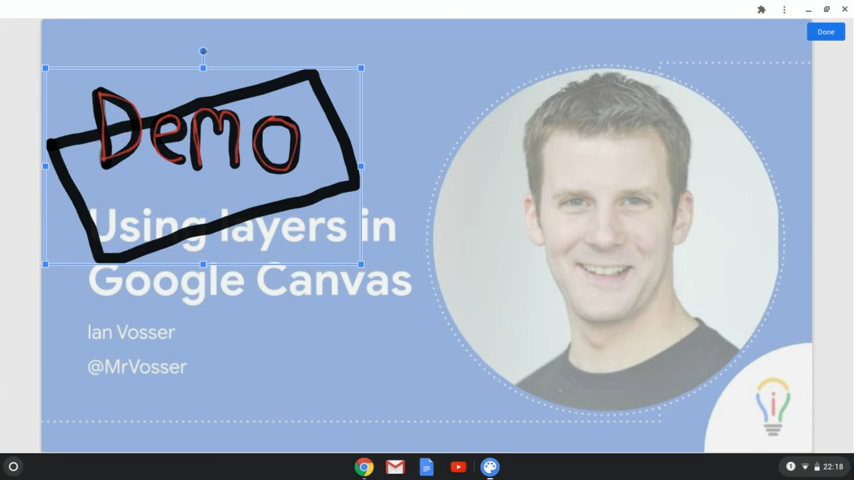 Done
Demo
Using layers in
Google Canvas
Ian Vosser
@MrVosser
22:18